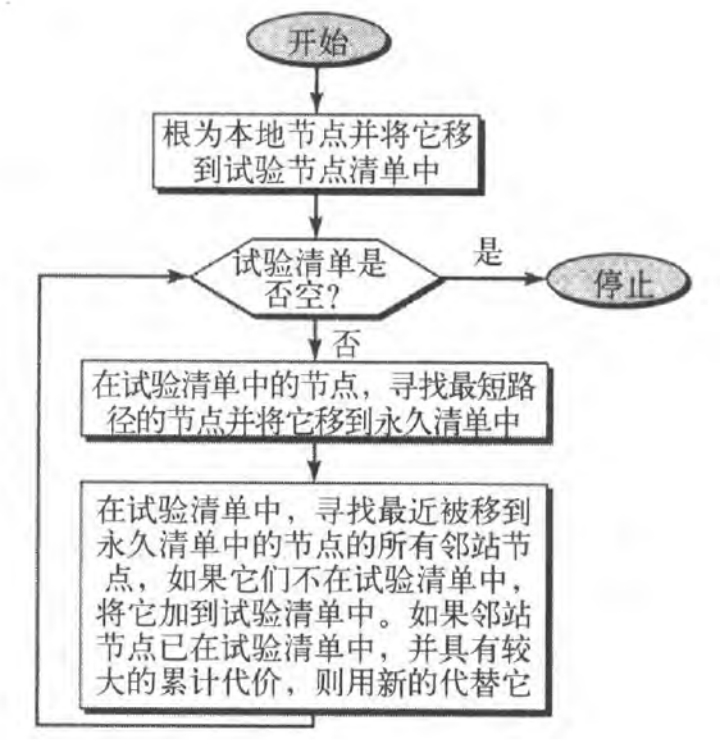 开始
根为本地节点并将它移
到试验节点清单中
试验清单是
否空?
是
停止
否
在试验清单中的节点，寻找最短路
径的节点并将它移到永久清单中
在试验清单中，寻找最近被移到
永久清单中的节点的所有邻站节
点，如果它们不在试验清单中，
将它加到试验清单中。如果邻站
节点已在试验清单中，并具有较
大的累计代价，则用新的代替它